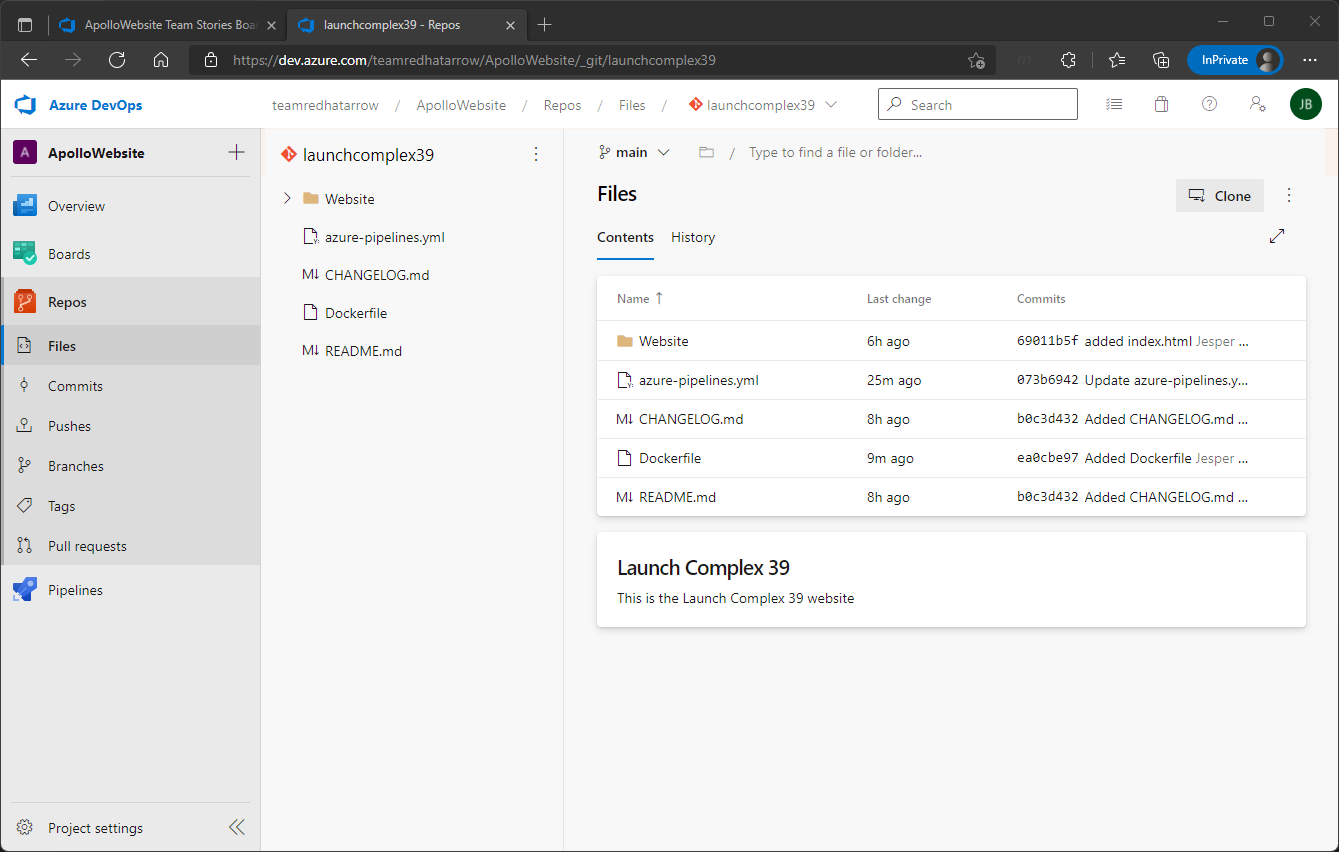 ApolloWebsite Team Stories Boa
launchcomplex39 - Repos
https://dev.azure.com/teamredhatarrow/ApolloWebsite/_git/launchcomplex39
InPrivate
Azure DevOps
teamredhatarrow / ApolloWebsite / Repos / Files / launchcomplex39
Search
JB
A ApolloWebsite
Overview
Boards
Repos
Files
Commits
Pushes
Branches
Tags
Pull requests
Pipelines
Project settings
launchcomplex39
Website
azure-pipelines.yml
M↓ CHANGELOG.md
Dockerfile
M↓ README.md
main / Type to find a file or folder...
Files
Clone
Contents History
Name ↑ Last change Commits
Website 6h ago 69011b5f added index.html Jesper ...
azure-pipelines.yml 25m ago 073b6942 Update azure-pipelines.y...
M↓ CHANGELOG.md 8h ago b0c3d432 Added CHANGELOG.md ...
Dockerfile 9m ago ea0cbe97 Added Dockerfile Jesper ...
M↓ README.md 8h ago b0c3d432 Added CHANGELOG.md ...
Launch Complex 39
This is the Launch Complex 39 website